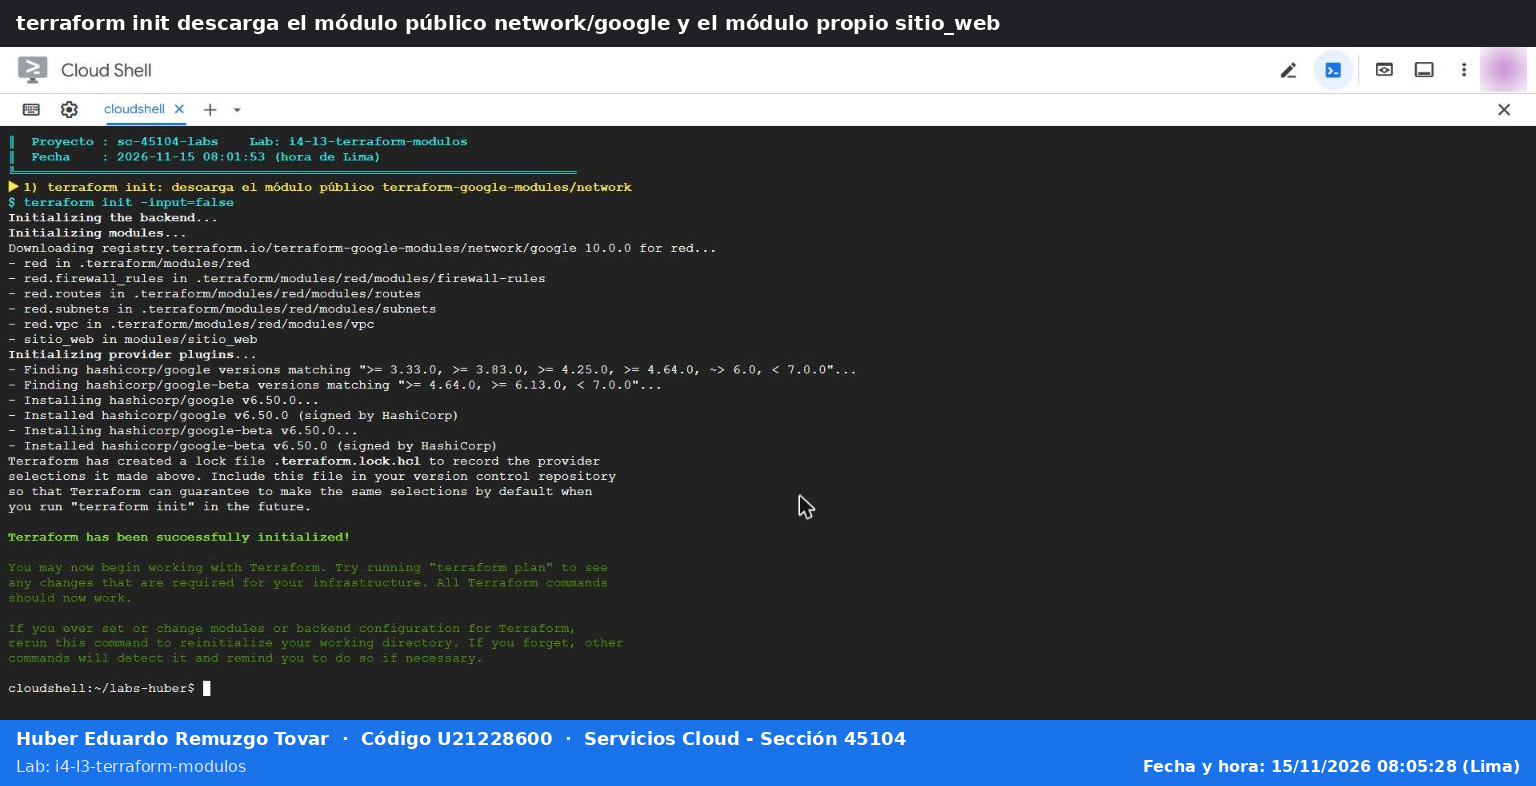 terraform init descarga el módulo público network/google y el módulo propio sitio_web
Cloud Shell
cloudshell
Proyecto : sc-45104-labs    Lab: i4-l3-terraform-modulos
Fecha    : 2026-11-15 08:01:53 (hora de Lima)
1) terraform init: descarga el módulo público terraform-google-modules/network
$ terraform init -input=false
Initializing the backend...
Initializing modules...
Downloading registry.terraform.io/terraform-google-modules/network/google 10.0.0 for red...
- red in .terraform/modules/red
- red.firewall_rules in .terraform/modules/red/modules/firewall-rules
- red.routes in .terraform/modules/red/modules/routes
- red.subnets in .terraform/modules/red/modules/subnets
- red.vpc in .terraform/modules/red/modules/vpc
- sitio_web in modules/sitio_web
Initializing provider plugins...
- Finding hashicorp/google versions matching ">= 3.33.0, >= 3.83.0, >= 4.25.0, >= 4.64.0, ~> 6.0, < 7.0.0"...
- Finding hashicorp/google-beta versions matching ">= 4.64.0, >= 6.13.0, < 7.0.0"...
- Installing hashicorp/google v6.50.0...
- Installed hashicorp/google v6.50.0 (signed by HashiCorp)
- Installing hashicorp/google-beta v6.50.0...
- Installed hashicorp/google-beta v6.50.0 (signed by HashiCorp)
Terraform has created a lock file .terraform.lock.hcl to record the provider
selections it made above. Include this file in your version control repository
so that Terraform can guarantee to make the same selections by default when
you run "terraform init" in the future.
Terraform has been successfully initialized!
You may now begin working with Terraform. Try running "terraform plan" to see
any changes that are required for your infrastructure. All Terraform commands
should now work.
If you ever set or change modules or backend configuration for Terraform,
rerun this command to reinitialize your working directory. If you forget, other
commands will detect it and remind you to do so if necessary.
cloudshell:~/labs-huber$
Huber Eduardo Remuzgo Tovar · Código U21228600 · Servicios Cloud - Sección 45104
Lab: i4-l3-terraform-modulos
Fecha y hora: 15/11/2026 08:05:28 (Lima)